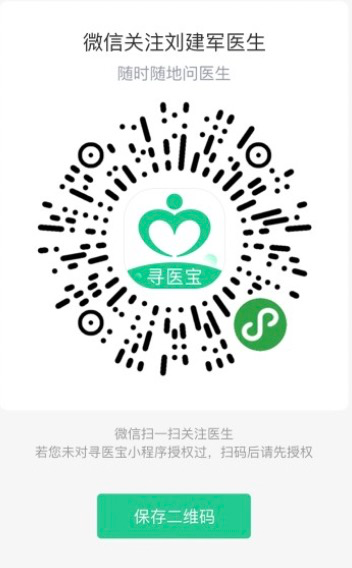 微信关注刘建军医生
随时随地问医生
寻医宝
微信扫一扫关注医生
若您未对寻医宝小程序授权过，扫码后请先授权
保存二维码